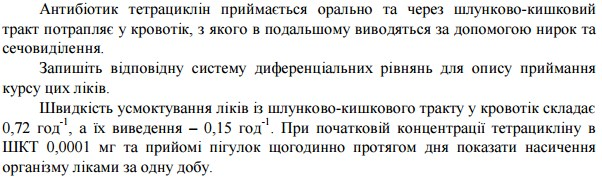 Антибіотик тетрациклін приймається орально та через шлунково-кишковий
тракт потрапляє у кровотік, з якого в подальшому виводяться за допомогою нирок та
сечовиділення.
Запишіть відповідну систему диференціальних рівнянь для опису приймання
курсу цих ліків.
Швидкість усмоктування ліків із шлунково-кишкового тракту у кровотік складає
0,72 год⁻¹, а їх виведення – 0,15 год⁻¹. При початковій концентрації тетрацикліну в
ШКТ 0,0001 мг та прийомі пігулок щогодинно протягом дня показати насичення
організму ліками за одну добу.